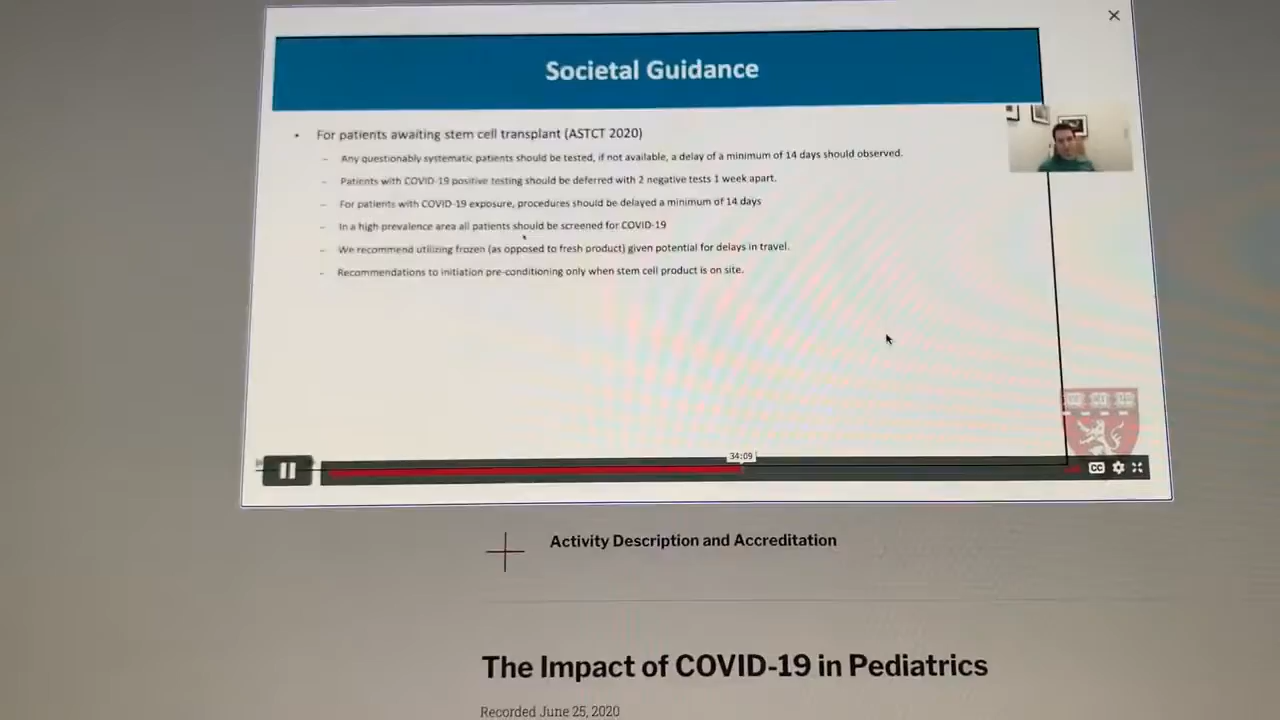 Societal Guidance
• For patients awaiting stem cell transplant (ASTCT 2020)
– Any questionably systematic patients should be tested, if not available, a delay of a minimum of 14 days should observed.
– Patients with COVID-19 positive testing should be deferred with 2 negative tests 1 week apart.
– For patients with COVID-19 exposure, procedures should be delayed a minimum of 14 days
– In a high prevalence area all patients should be screened for COVID-19
– We recommend utilizing frozen (as opposed to fresh product) given potential for delays in travel.
– Recommendations to initiation pre-conditioning only when stem cell product is on site.
34:09
CC
Activity Description and Accreditation
The Impact of COVID-19 in Pediatrics
Recorded June 25, 2020